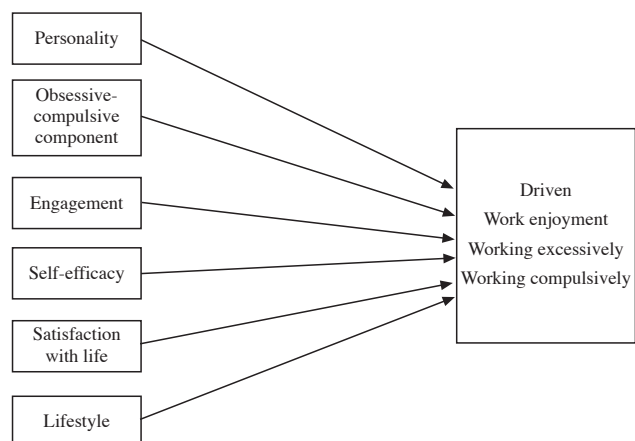 Personality
Obsessive-
compulsive
component
Engagement
Self-efficacy
Satisfaction
with life
Lifestyle
Driven
Work enjoyment
Working excessively
Working compulsively